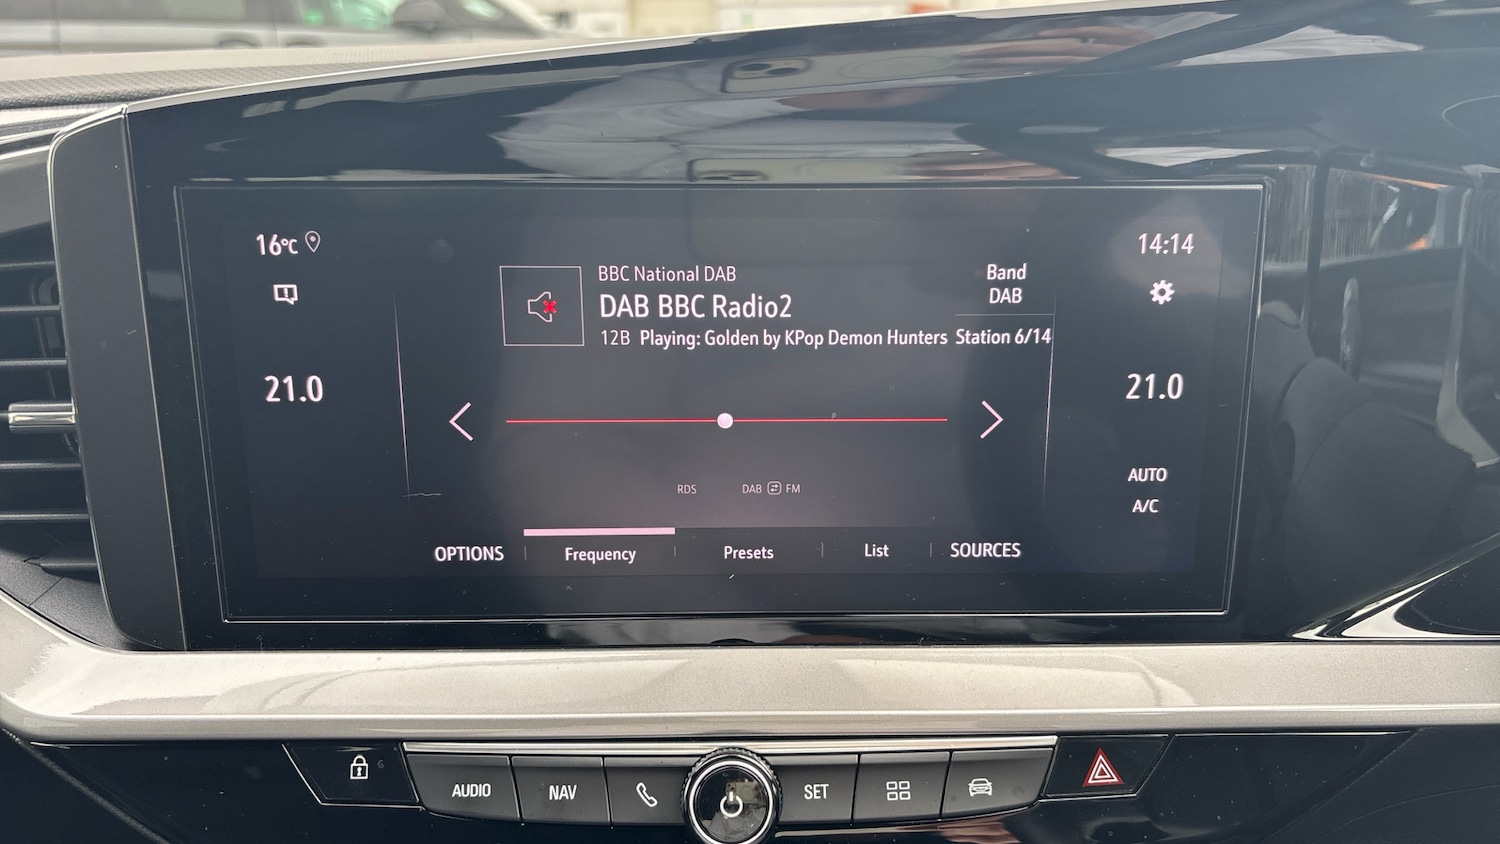 16°C
14:14
BBC National DAB
DAB BBC Radio2
12B Playing: Golden by KPop Demon Hunters
Band
DAB
Station 6/14
21.0
21.0
RDS
DAB FM
AUTO
A/C
OPTIONS
Frequency
Presets
List
SOURCES
AUDIO
NAV
SET